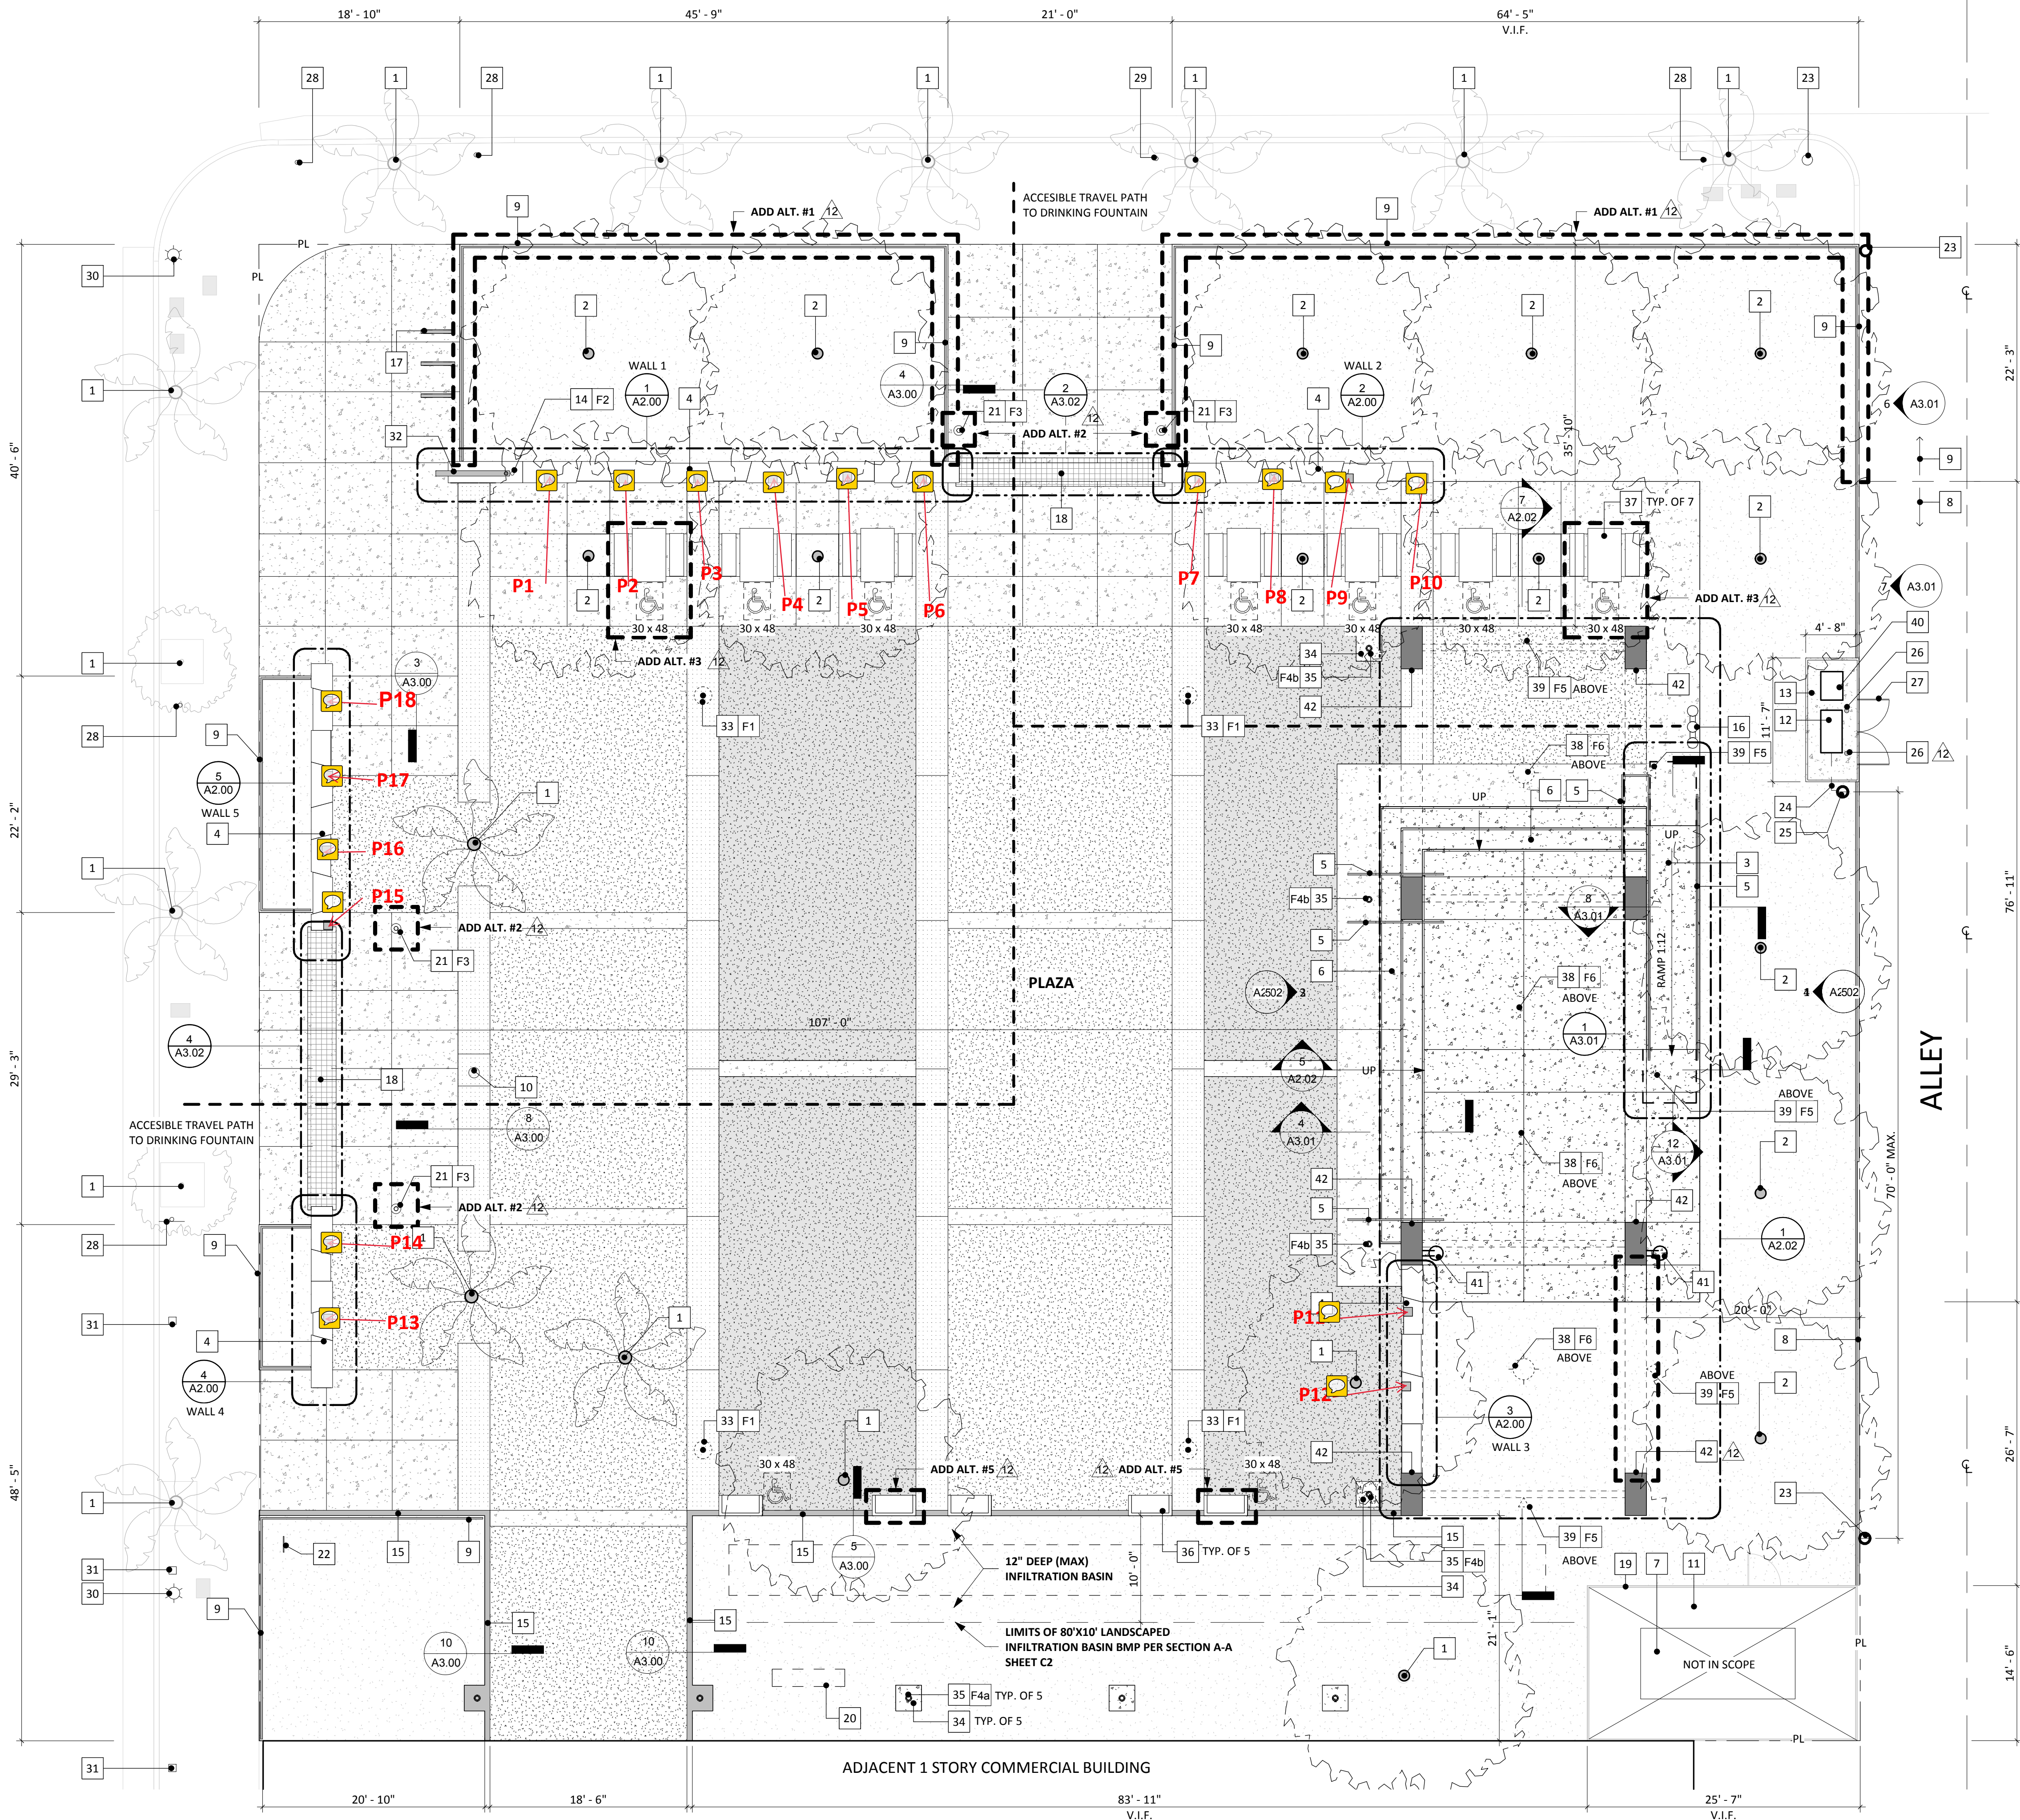 18' - 10"
45' - 9"
21' - 0"
64' - 5"
V.I.F.
28
1
28
1
1
29
1
1
28
1
23
ACCESIBLE TRAVEL PATH
TO DRINKING FOUNTAIN
ADD ALT. #1 12
ADD ALT. #1 12
9
9
PL
PL
30
23
2
2
2
2
2
9
9
9
17
WALL 1
1
A2.00
4
4
A3.00
2
A3.02
12
WALL 2
2
A2.00
4
22' - 3"
6 A3.01
14 F2
21 F3
ADD ALT. #2
21 F3
35' - 10"
1
32
40' - 6"
9
8
18
7
A2.02
37 TYP. OF 7
2
P1
P2
P3
P4
P5
P6
P7
P8
P9
P10
2
2
2
2
7 A3.01
30 x 48
30 x 48
30 x 48
30 x 48
30 x 48
30 x 48
30 x 48
ADD ALT. #3 12
ADD ALT. #3 12
4' - 8"
40
26
27
13
12
11' - 7"
26 12
1
3
A3.00
34
F4b 35
42
39 F5 ABOVE
42
P18
28
9
33 F1
33 F1
16
38 F6
ABOVE
39 F5
P17
5
A2.00
WALL 5
4
22' - 2"
1
UP
6
5
UP
24
25
P16
1
5
3
5
P15
F4b 35
8
A3.01
76' - 11"
ADD ALT. #2 12
21 F3
5
6
2
RAMP 1:12
PLAZA
38 F6
ABOVE
107' - 0"
1
A3.01
4
A3.02
29' - 3"
18
10
5
A2.02
UP
ALLEY
ABOVE
39 F5
ACCESIBLE TRAVEL PATH
TO DRINKING FOUNTAIN
8
A3.00
4
A3.01
2
12
A3.01
38 F6
ABOVE
70' - 0" MAX.
1
21 F3
ADD ALT. #2 12
42
42
5
28
9
P14
1
F4b 35
1
A2.02
41
41
P13
31
4
4
A2.00
WALL 4
1
P11
20' - 0"
8
1
38 F6
ABOVE
P12
ABOVE
39 F5
2
3
A2.00
WALL 3
33 F1
1
33 F1
42
42 12
26' - 7"
1
30 x 48
ADD ALT. #5 12
12 ADD ALT. #5
30 x 48
23
48' - 5"
22
15
9
15
5
A3.00
12" DEEP (MAX)
INFILTRATION BASIN
36 TYP. OF 5
10' - 0"
15
35 F4b
34
39 F5
ABOVE
19
7
11
31
30
9
15
15
10
A3.00
10
A3.00
LIMITS OF 80'X10' LANDSCAPED
INFILTRATION BASIN BMP PER SECTION A-A
SHEET C2
21' - 1"
1
PL
NOT IN SCOPE
14' - 6"
20
35 F4a TYP. OF 5
34 TYP. OF 5
PL
31
ADJACENT 1 STORY COMMERCIAL BUILDING
20' - 10"
18' - 6"
83' - 11"
V.I.F.
25' - 7"
V.I.F.